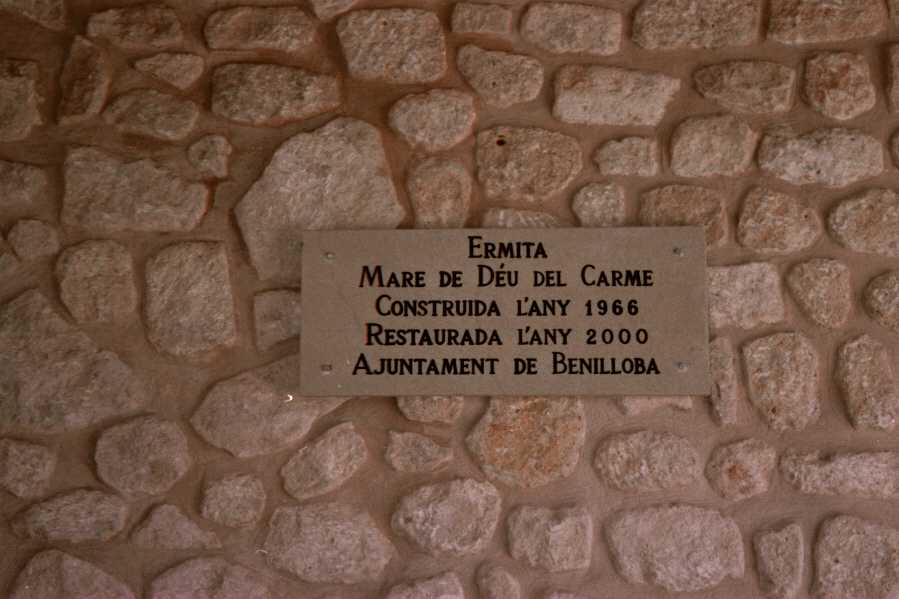 ERMITA
MARE DE DÉU DEL CARME
CONSTRUIDA L'ANY 1966
RESTAURADA L'ANY 2000
AJUNTAMENT DE BENILLOBA